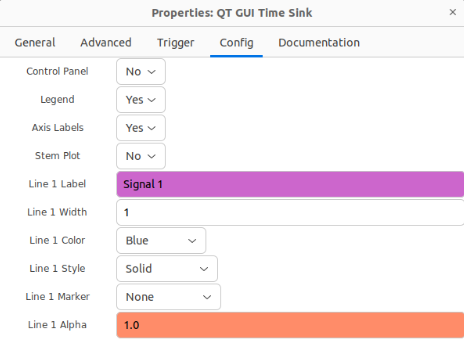 Properties: QT GUI Time Sink ×
General Advanced Trigger Config Documentation
Control Panel No
Legend Yes
Axis Labels Yes
Stem Plot No
Line 1 Label Signal 1
Line 1 Width 1
Line 1 Color Blue
Line 1 Style Solid
Line 1 Marker None
Line 1 Alpha 1.0